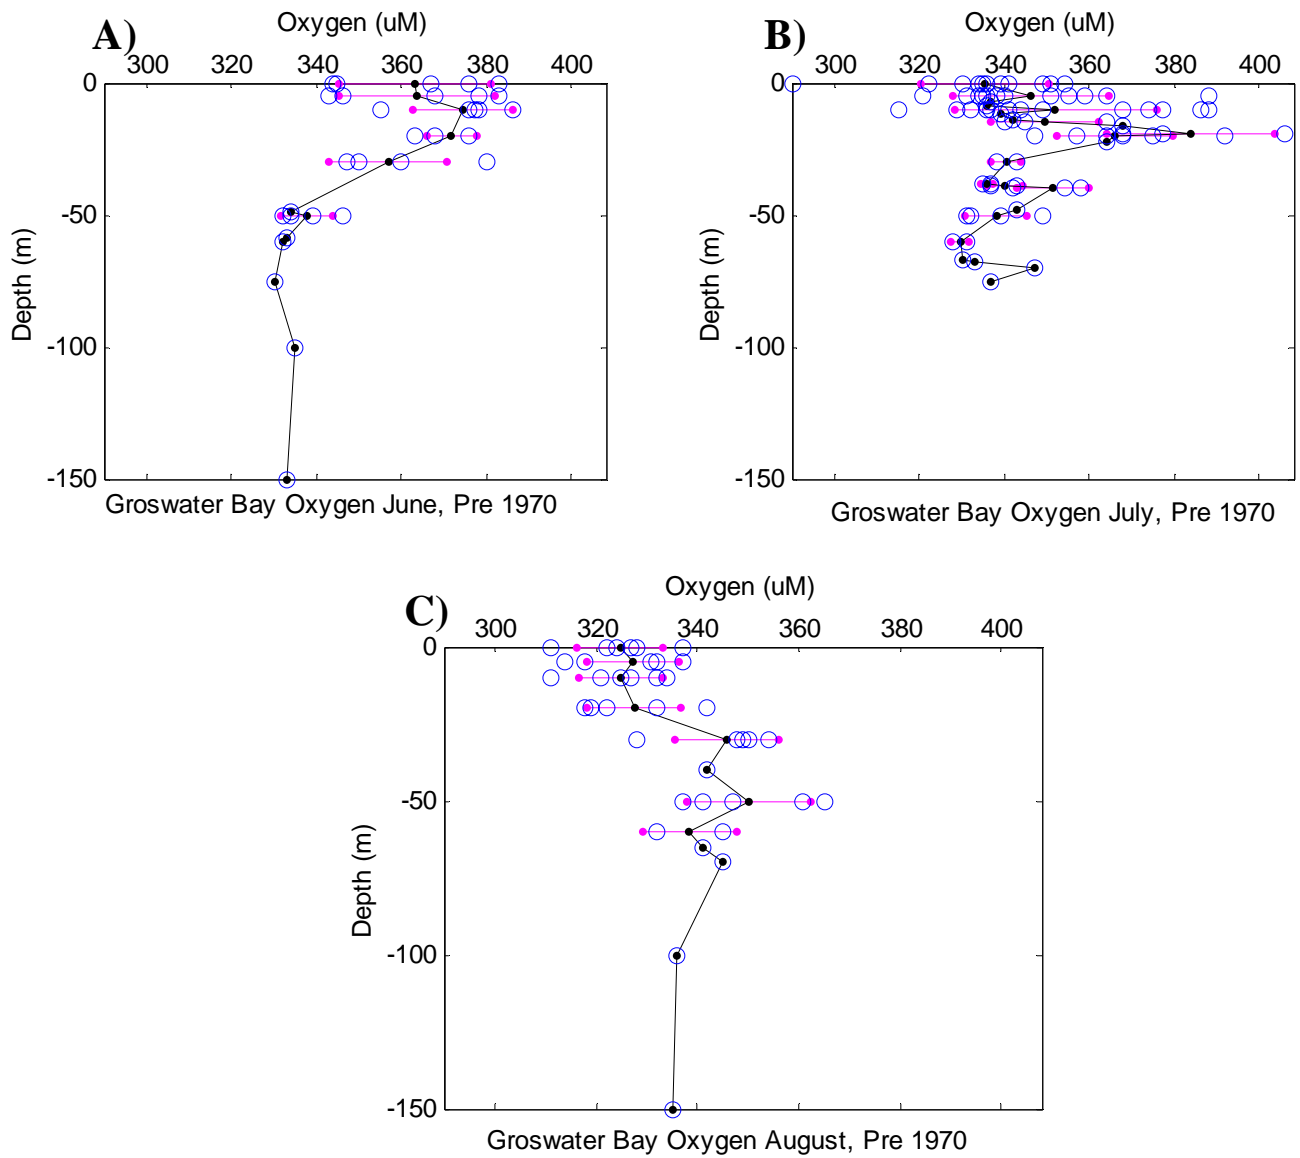 A)
Oxygen (uM)
300 320 340 360 380 400
0
-50
-100
-150
Depth (m)
Groswater Bay Oxygen June, Pre 1970
B)
Oxygen (uM)
300 320 340 360 380 400
0
-50
-100
-150
Depth (m)
Groswater Bay Oxygen July, Pre 1970
C)
Oxygen (uM)
300 320 340 360 380 400
0
-50
-100
-150
Depth (m)
Groswater Bay Oxygen August, Pre 1970